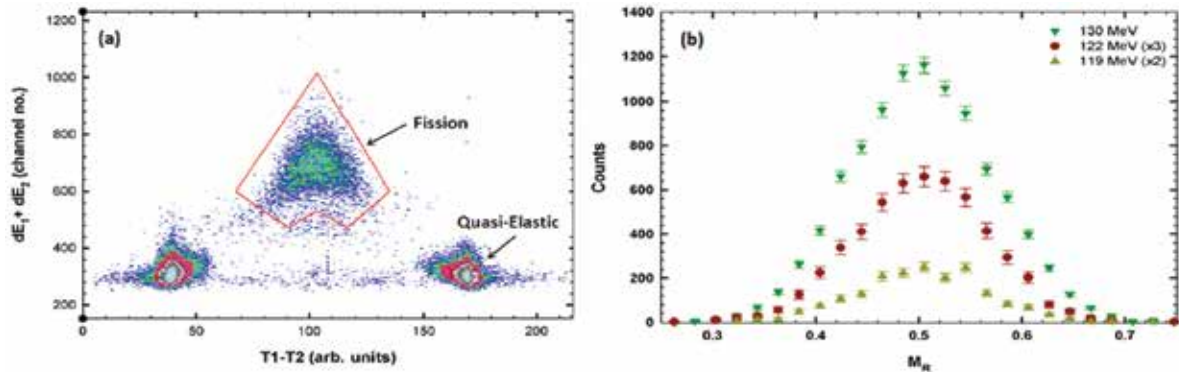 (a)
1200
1000
800
600
400
200
dE1+ dE2 (channel no.)
Fission
Quasi-Elastic
0 50 100 150 200
T1-T2 (arb. units)
(b)
1400
1200
1000
800
600
400
200
0
Counts
130 MeV
122 MeV (x3)
119 MeV (x2)
0.3 0.4 0.5 0.6 0.7
MR